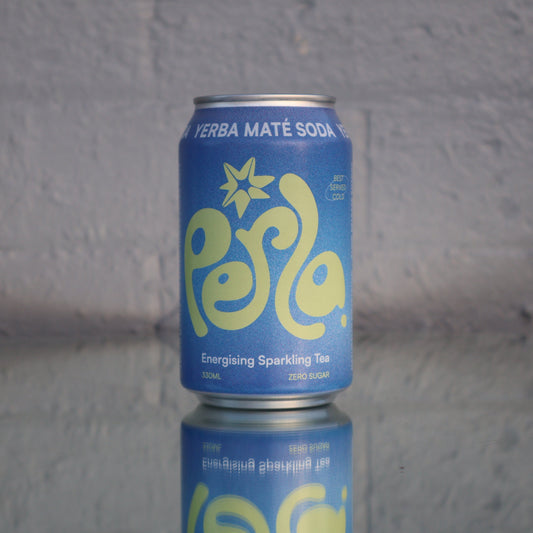 YERBA MATÉ SODA
BEST
SERVED
COLD
Perla.
Energising Sparkling Tea
330ML ZERO SUGAR